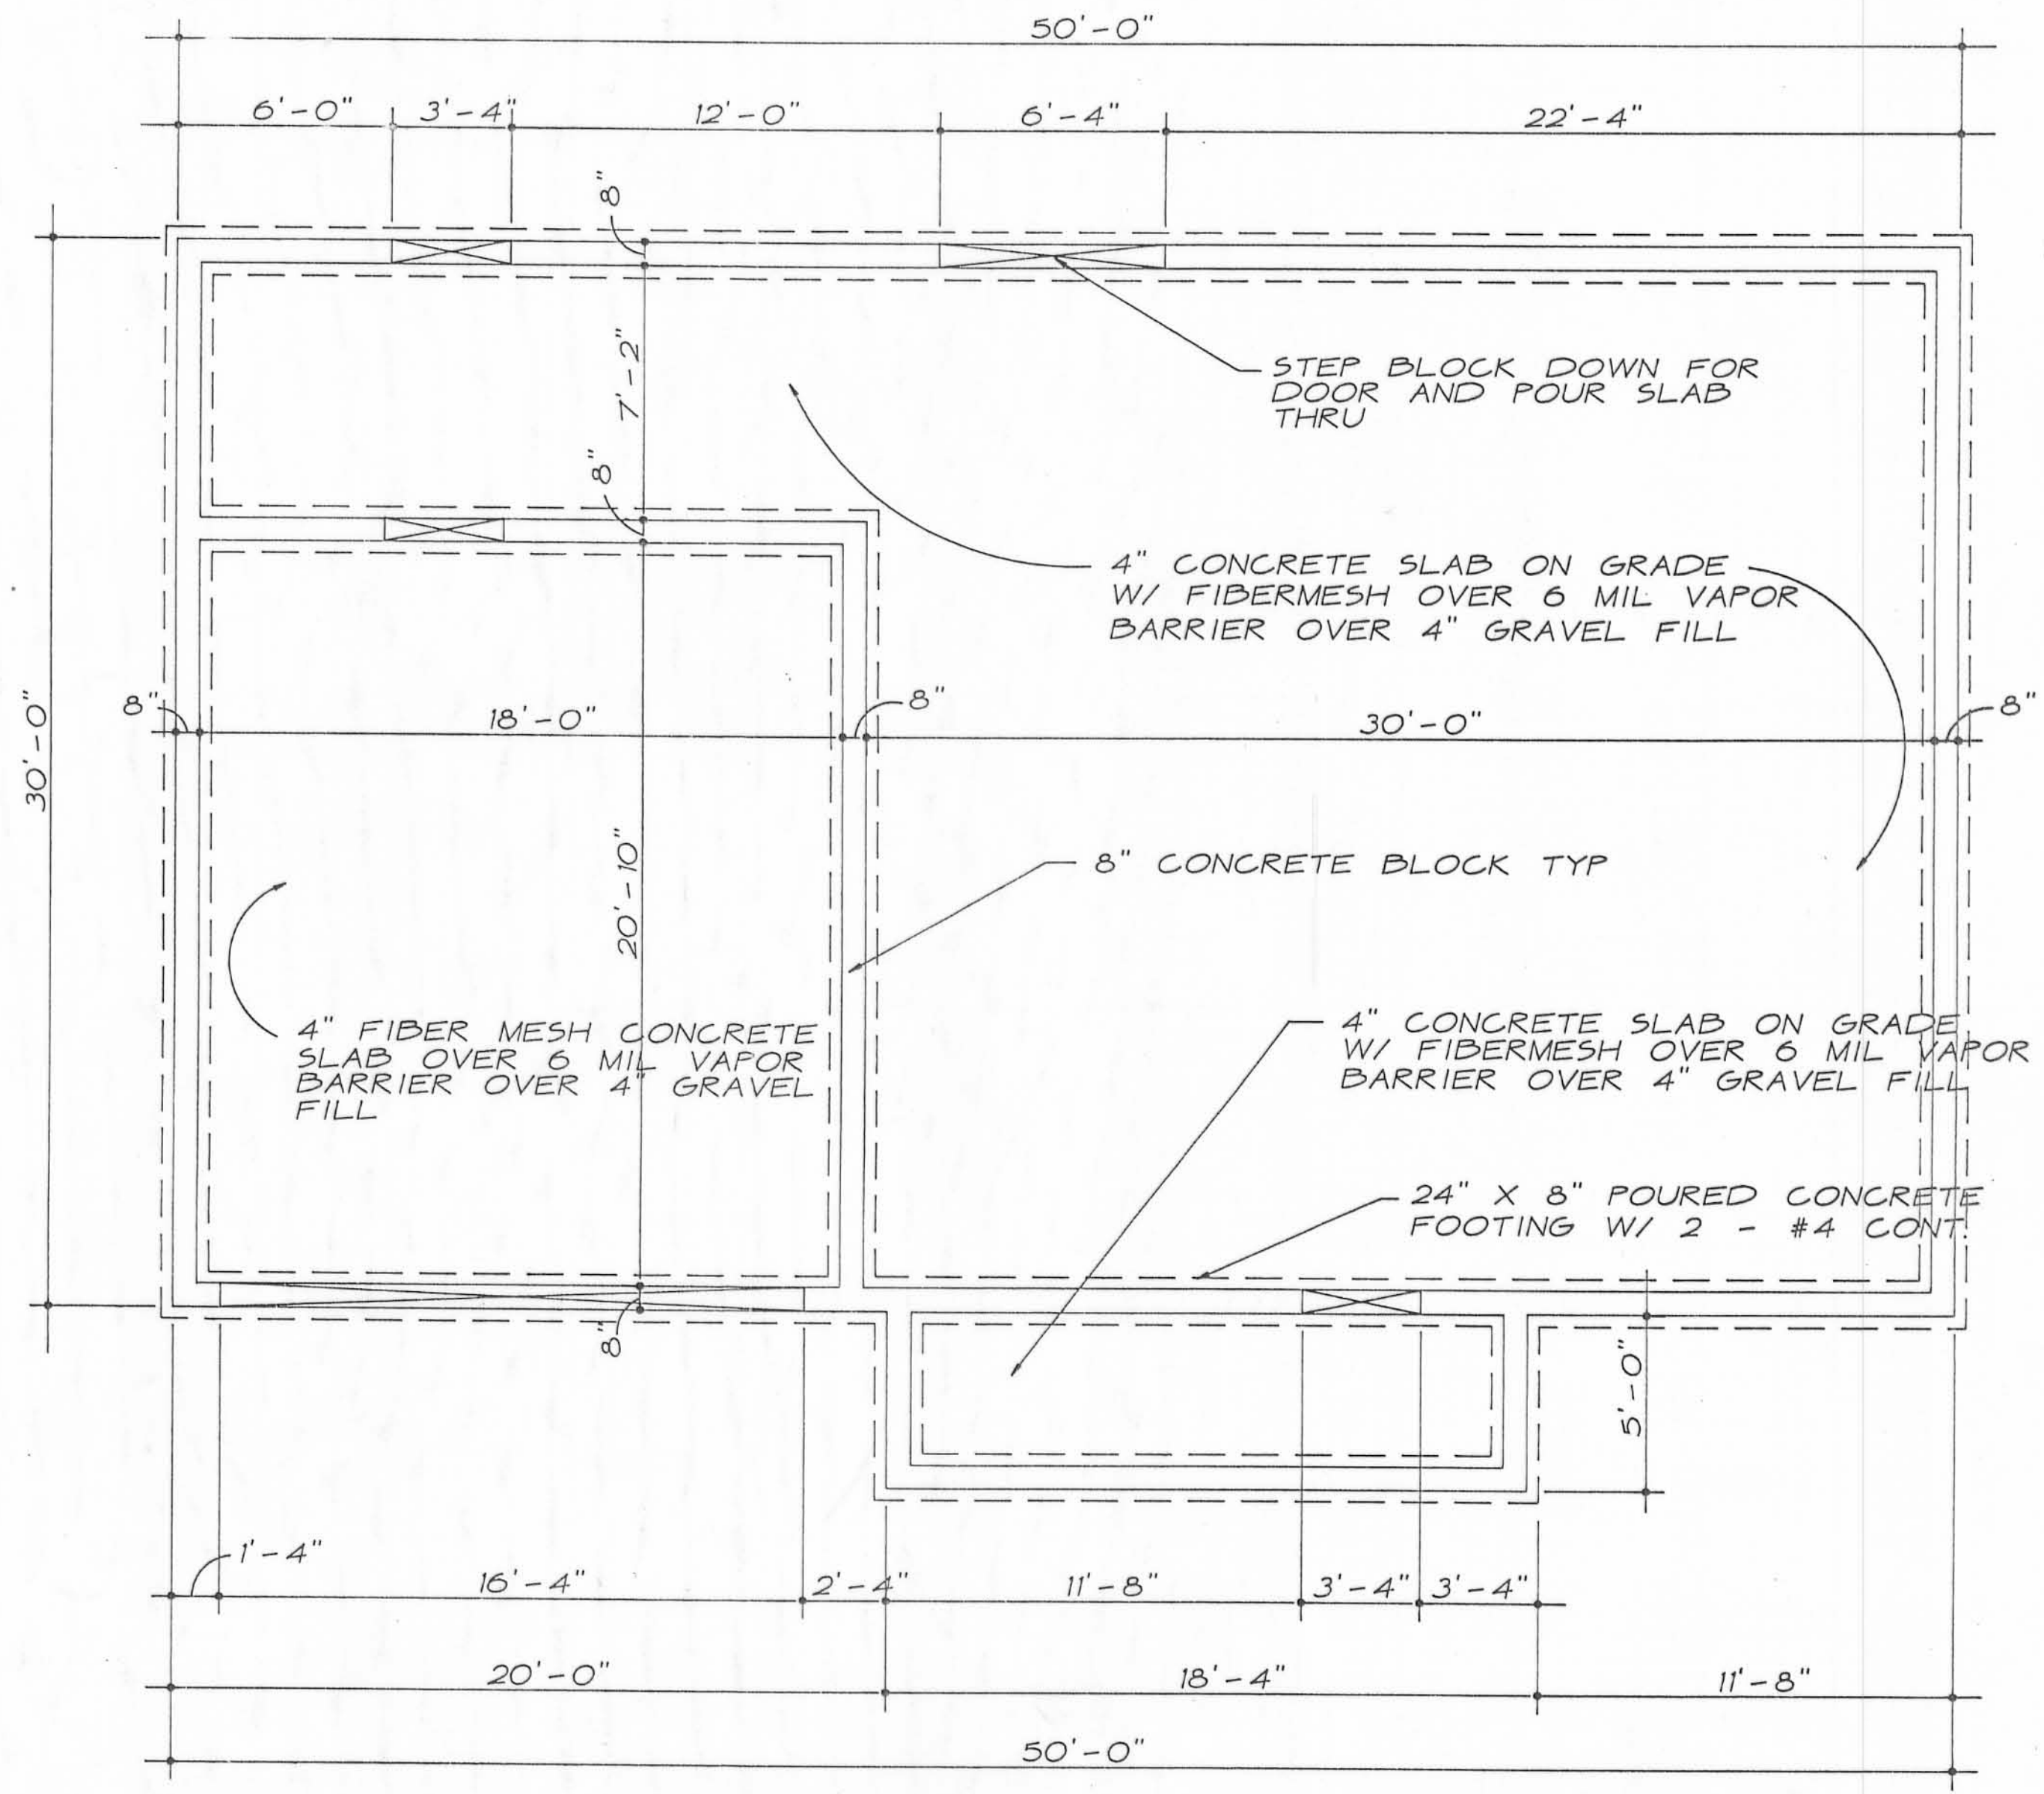 50'-0"
6'-0" 3'-4" 12'-0" 6'-4" 22'-4"
8"
7'-2"
STEP BLOCK DOWN FOR
DOOR AND POUR SLAB
THRU
8"
4" CONCRETE SLAB ON GRADE
W/ FIBERMESH OVER 6 MIL VAPOR
BARRIER OVER 4" GRAVEL FILL
30'-0"
8" 18'-0" 8" 30'-0" 8"
20'-10"
8" CONCRETE BLOCK TYP
4" FIBER MESH CONCRETE
SLAB OVER 6 MIL VAPOR
BARRIER OVER 4" GRAVEL
FILL
4" CONCRETE SLAB ON GRADE
W/ FIBERMESH OVER 6 MIL VAPOR
BARRIER OVER 4" GRAVEL FILL
24" X 8" POURED CONCRETE
FOOTING W/ 2 - #4 CONT.
8"
5'-0"
1'-4"
16'-4" 2'-4" 11'-8" 3'-4" 3'-4"
20'-0" 18'-4" 11'-8"
50'-0"